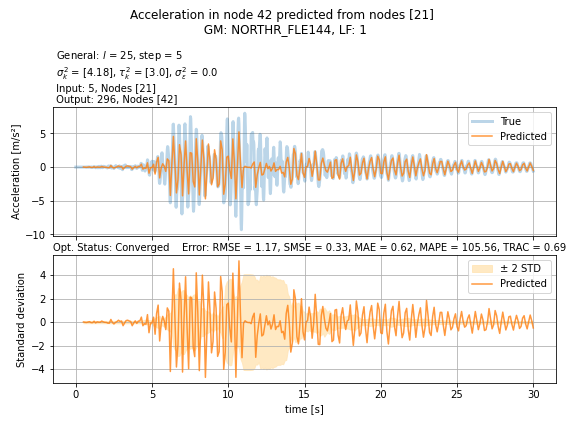 Acceleration in node 42 predicted from nodes [21]
GM: NORTHR_FLE144, LF: 1
General: l = 25, step = 5
σ²ₖ = [4.18], τ²ₖ = [3.0], σ²ε = 0.0
Input: 5, Nodes [21]
Output: 296, Nodes [42]
Acceleration [m/s²]
5
0
−5
−10
True
Predicted
Opt. Status: Converged Error: RMSE = 1.17, SMSE = 0.33, MAE = 0.62, MAPE = 105.56, TRAC = 0.69
Standard deviation
4
2
0
−2
−4
± 2 STD
Predicted
0 5 10 15 20 25 30
time [s]